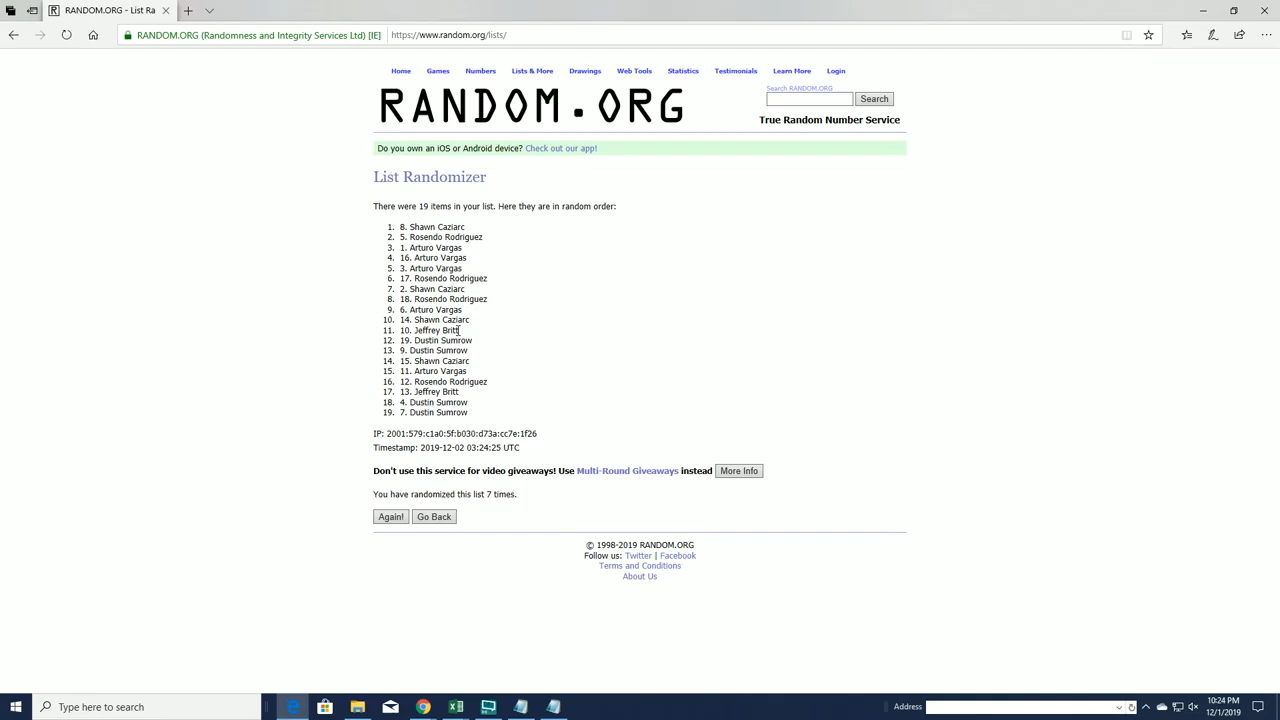 RANDOM.ORG - List Ra
RANDOM.ORG (Randomness and Integrity Services Ltd) [IE]
https://www.random.org/lists/
Home Games Numbers Lists & More Drawings Web Tools Statistics Testimonials Learn More Login
RANDOM.ORG
Search RANDOM.ORG
Search
True Random Number Service
Do you own an iOS or Android device? Check out our app!
List Randomizer
There were 19 items in your list. Here they are in random order:
1. 8. Shawn Caziarc
2. 5. Rosendo Rodriguez
3. 1. Arturo Vargas
4. 16. Arturo Vargas
5. 3. Arturo Vargas
6. 17. Rosendo Rodriguez
7. 2. Shawn Caziarc
8. 18. Rosendo Rodriguez
9. 6. Arturo Vargas
10. 14. Shawn Caziarc
11. 10. Jeffrey Britt
12. 19. Dustin Sumrow
13. 9. Dustin Sumrow
14. 15. Shawn Caziarc
15. 11. Arturo Vargas
16. 12. Rosendo Rodriguez
17. 13. Jeffrey Britt
18. 4. Dustin Sumrow
19. 7. Dustin Sumrow
IP: 2001:579:c1a0:5f:b030:d73a:cc7e:1f26
Timestamp: 2019-12-02 03:24:25 UTC
Don't use this service for video giveaways! Use Multi-Round Giveaways instead More Info
You have randomized this list 7 times.
Again! Go Back
© 1998-2019 RANDOM.ORG
Follow us: Twitter | Facebook
Terms and Conditions
About Us
Type here to search
Address
10:24 PM
12/1/2019